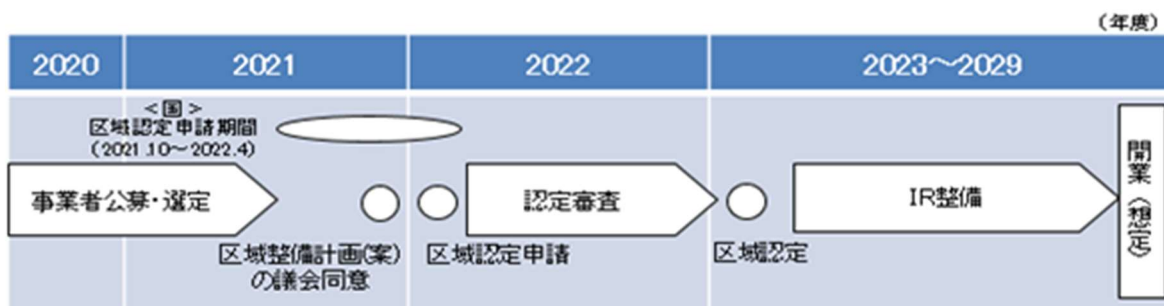 (年度)
2020
2021
2022
2023～2029
＜国＞
区域認定申請期間
(2021.10～2022.4)
事業者公募・選定
認定審査
IR整備
開業(想定)
区域整備計画(案)
の議会同意
区域認定申請
区域認定